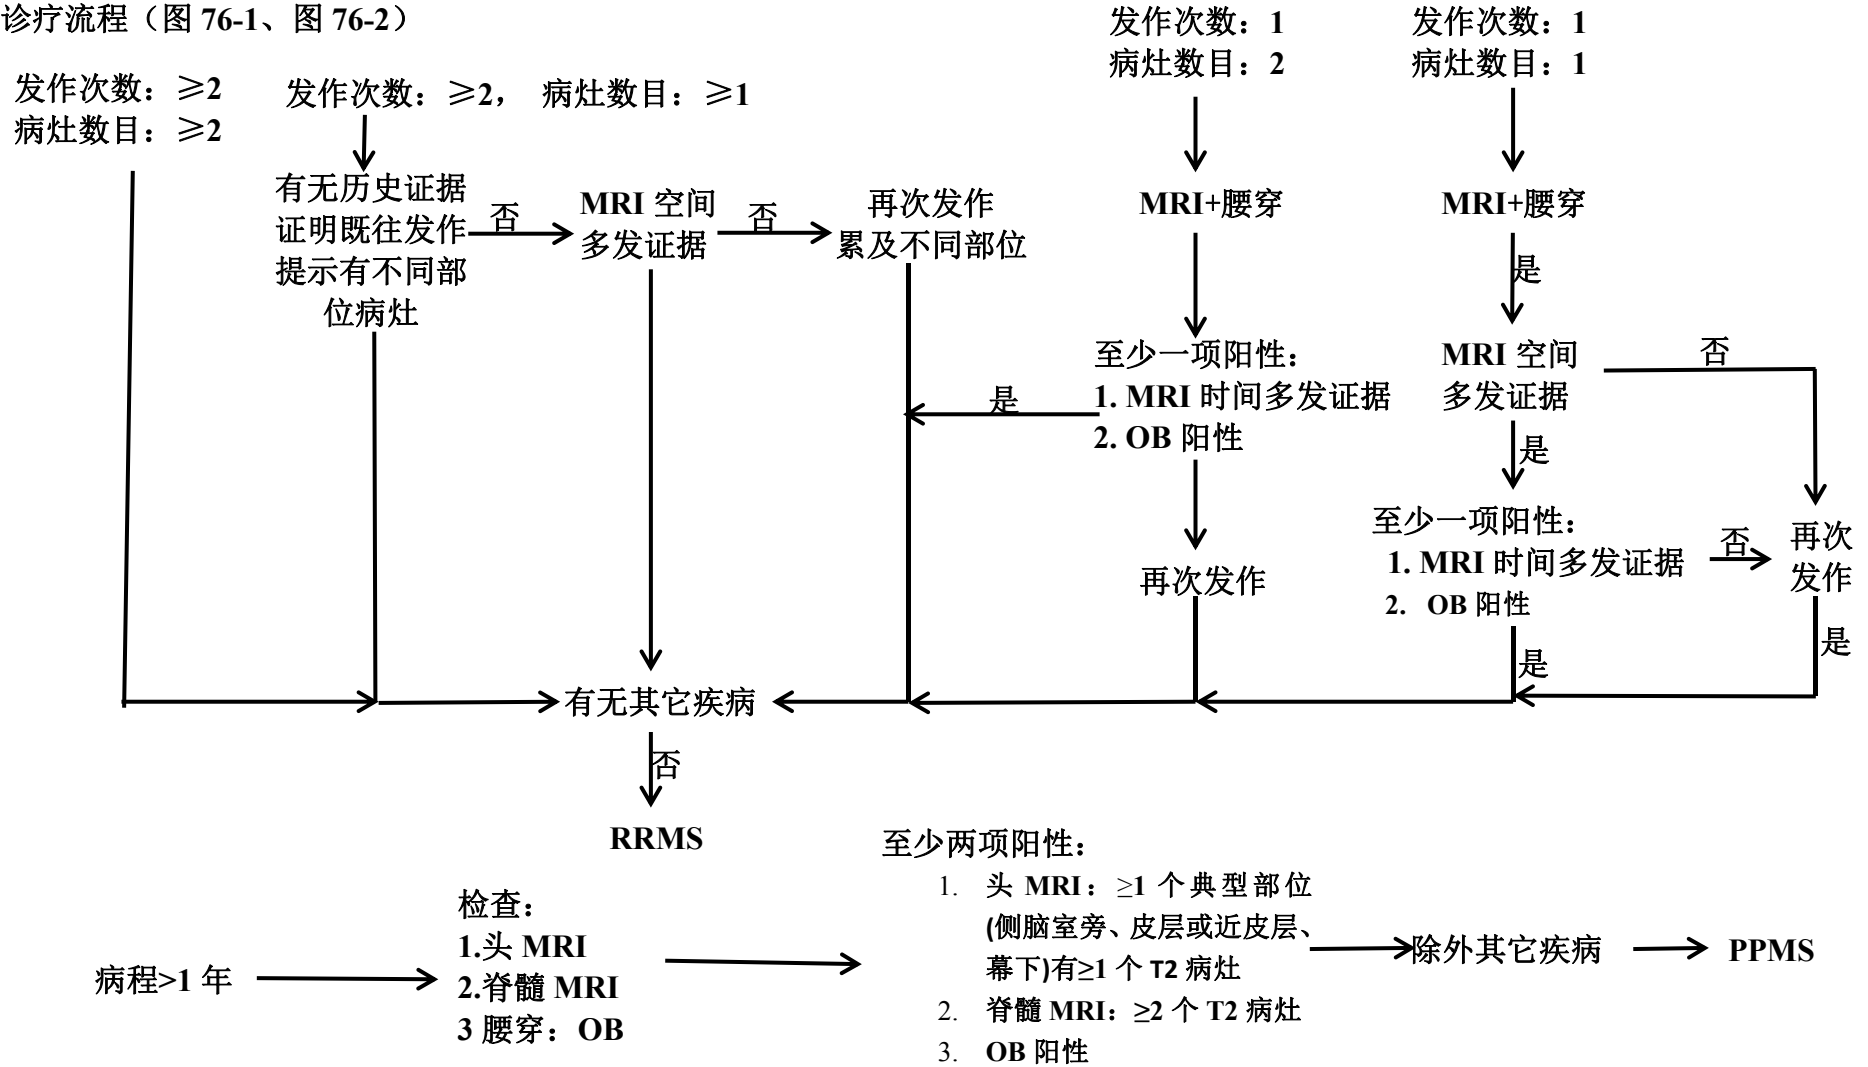 诊疗流程（图 76-1、图 76-2）
发作次数：≥2
病灶数目：≥2
发作次数：≥2， 病灶数目：≥1
发作次数：1
病灶数目：2
发作次数：1
病灶数目：1
有无历史证据
证明既往发作
提示有不同部
位病灶
否
MRI 空间
多发证据
否
再次发作
累及不同部位
MRI+腰穿
MRI+腰穿
是
至少一项阳性：
1. MRI 时间多发证据
2. OB 阳性
是
MRI 空间
多发证据
否
是
再次发作
至少一项阳性：
1. MRI 时间多发证据
2. OB 阳性
否
再次
发作
是
是
有无其它疾病
否
RRMS
病程>1 年
检查：
1.头 MRI
2.脊髓 MRI
3 腰穿：OB
至少两项阳性：
1. 头 MRI：≥1 个典型部位
(侧脑室旁、皮层或近皮层、
幕下)有≥1 个 T2 病灶
2. 脊髓 MRI：≥2 个 T2 病灶
3. OB 阳性
除外其它疾病
PPMS